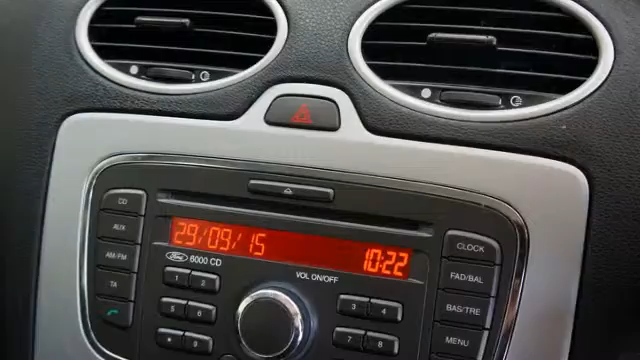 29/09/15 10:22
Ford 6000 CD
VOL ON/OFF
CD
AUX
AM/FM
TA
1 2
5 6
* 9
3 4
7 8
CLOCK
FAD/BAL
BAS/TRE
MENU